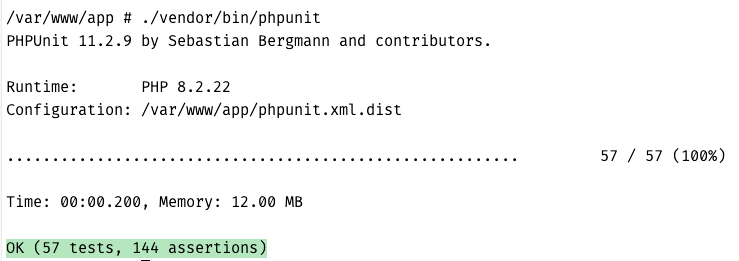 /var/www/app # ./vendor/bin/phpunit
PHPUnit 11.2.9 by Sebastian Bergmann and contributors.
Runtime:       PHP 8.2.22
Configuration: /var/www/app/phpunit.xml.dist
.........................................................         57 / 57 (100%)
Time: 00:00.200, Memory: 12.00 MB
OK (57 tests, 144 assertions)